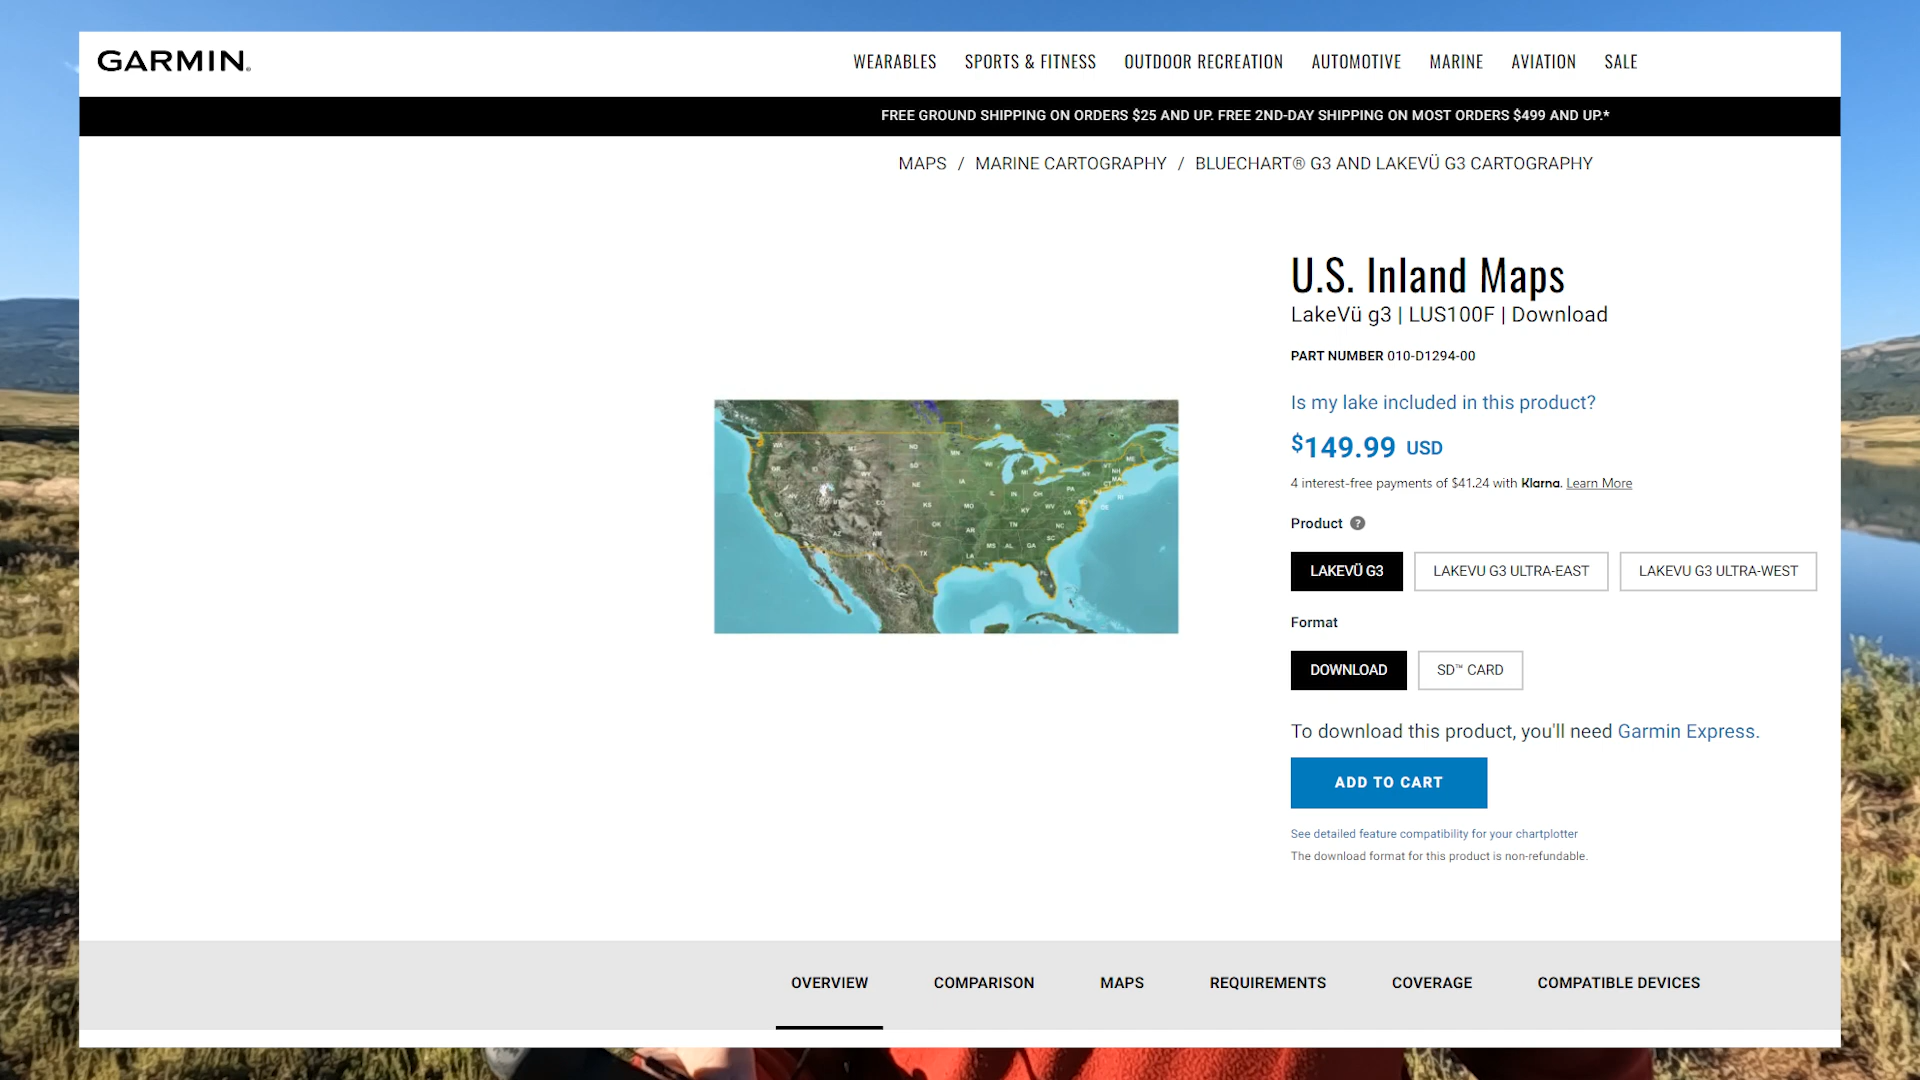 GARMIN.
WEARABLES SPORTS & FITNESS OUTDOOR RECREATION AUTOMOTIVE MARINE AVIATION SALE
FREE GROUND SHIPPING ON ORDERS $25 AND UP. FREE 2ND-DAY SHIPPING ON MOST ORDERS $499 AND UP.*
MAPS / MARINE CARTOGRAPHY / BLUECHART® G3 AND LAKEVÜ G3 CARTOGRAPHY
U.S. Inland Maps
LakeVü g3 | LUS100F | Download
PART NUMBER 010-D1294-00
Is my lake included in this product?
$149.99 USD
4 interest-free payments of $41.24 with Klarna. Learn More
Product ?
LAKEVÜ G3 LAKEVU G3 ULTRA-EAST LAKEVU G3 ULTRA-WEST
Format
DOWNLOAD SD™ CARD
To download this product, you'll need Garmin Express.
ADD TO CART
See detailed feature compatibility for your chartplotter
The download format for this product is non-refundable.
OVERVIEW COMPARISON MAPS REQUIREMENTS COVERAGE COMPATIBLE DEVICES